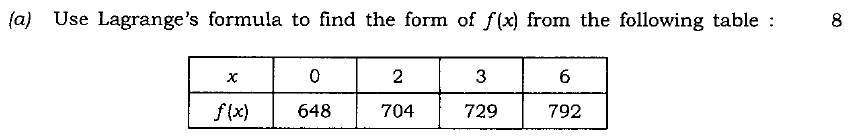 (a) Use Lagrange's formula to find the form of f(x) from the following table : 8
x 0 2 3 6
f(x) 648 704 729 792